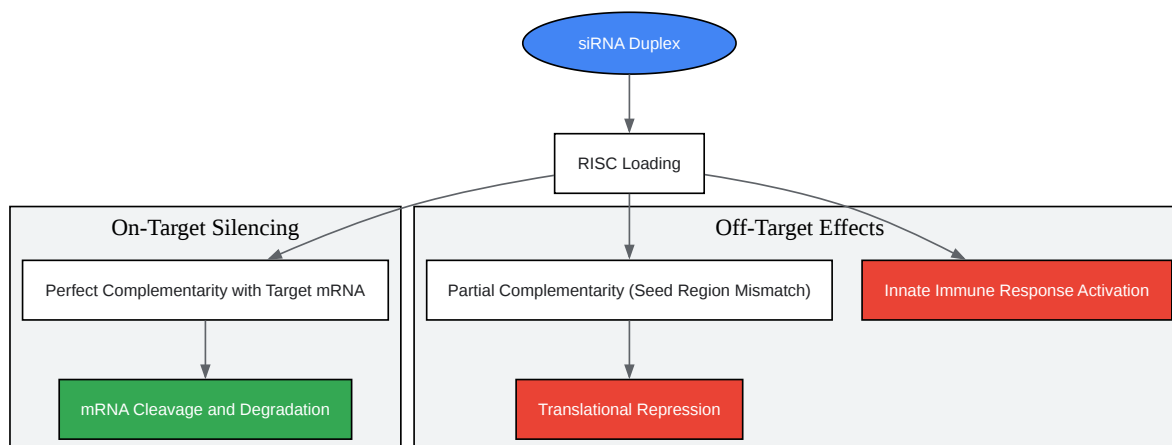 siRNA Duplex
RISC Loading
On-Target Silencing
Off-Target Effects
Perfect Complementarity with Target mRNA
Partial Complementarity (Seed Region Mismatch)
Innate Immune Response Activation
mRNA Cleavage and Degradation
Translational Repression